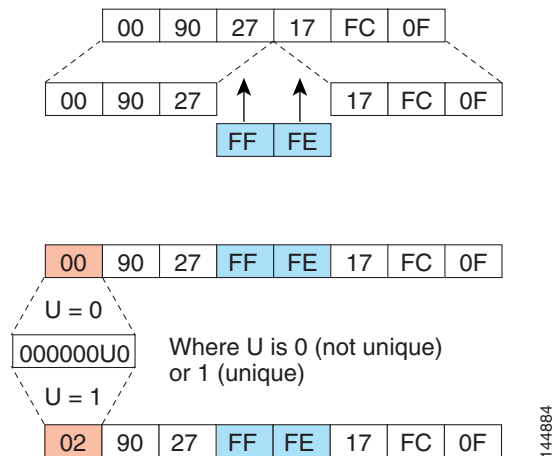 00 90 27 17 FC 0F
00 90 27 17 FC 0F
FF FE
00 90 27 FF FE 17 FC 0F
U = 0
000000U0
Where U is 0 (not unique)
or 1 (unique)
U = 1
02 90 27 FF FE 17 FC 0F
144884